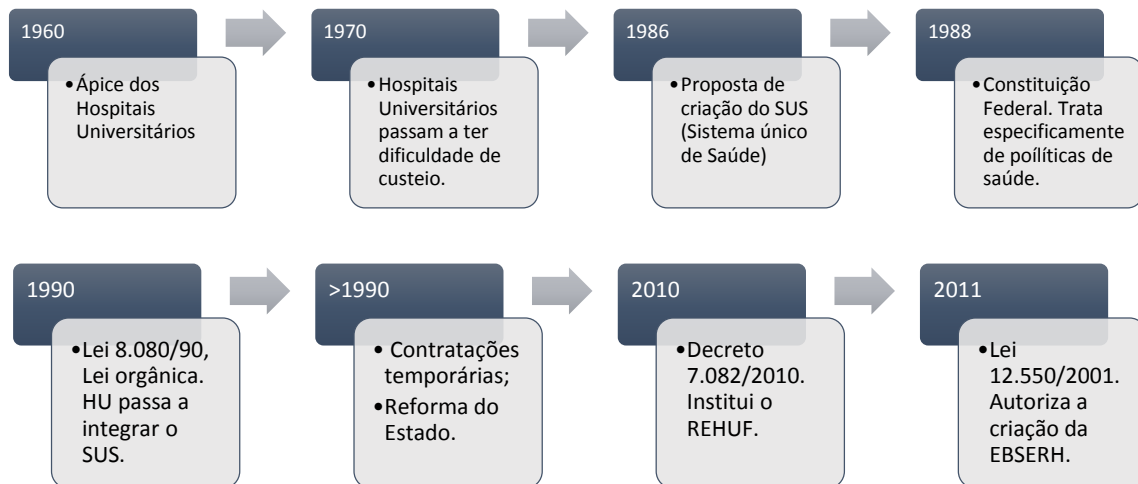 1960
•Ápice dos
Hospitais
Universitários
1970
•Hospitais
Universitários
passam a ter
dificuldade de
custeio.
1986
•Proposta de
criação do SUS
(Sistema único
de Saúde)
1988
•Constituição
Federal. Trata
especificamente
de poílíticas de
saúde.
1990
•Lei 8.080/90,
Lei orgânica.
HU passa a
integrar o
SUS.
>1990
• Contratações
temporárias;
•Reforma do
Estado.
2010
•Decreto
7.082/2010.
Institui o
REHUF.
2011
•Lei
12.550/2001.
Autoriza a
criação da
EBSERH.